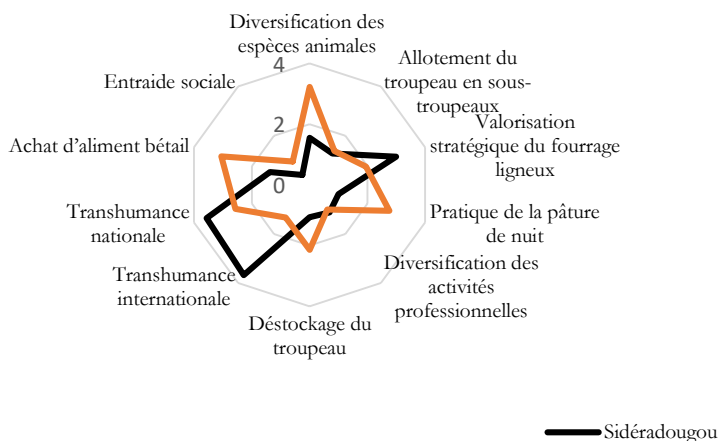 Diversification des
espèces animales
4
Allotement du
troupeau en sous-
troupeaux
Entraide sociale
2
Valorisation
stratégique du fourrage
ligneux
Achat d'aliment bétail
0
Transhumance
nationale
Pratique de la pâture
de nuit
Transhumance
internationale
Diversification des
activités
professionnelles
Déstockage du
troupeau
Sidéradougou